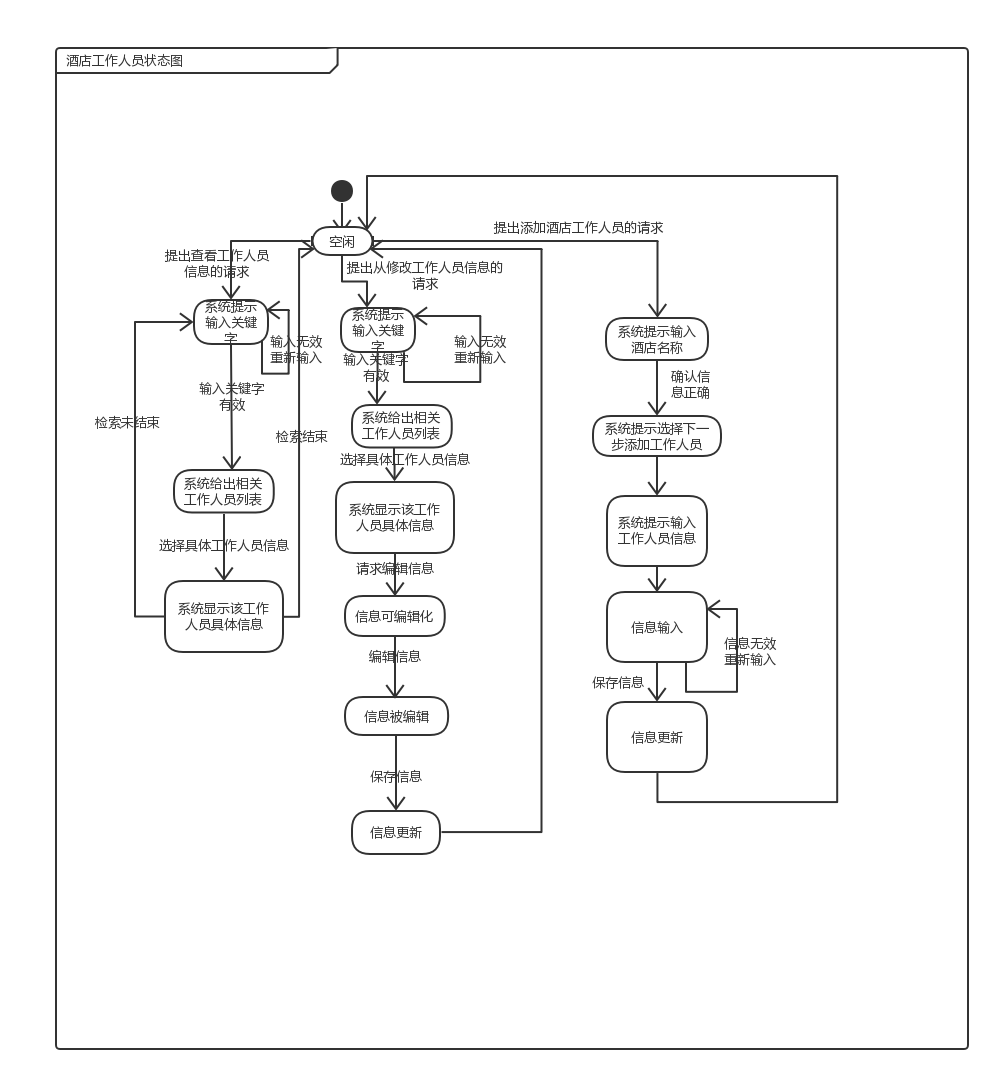 酒店工作人员状态图
空闲
提出添加酒店工作人员的请求
提出查看工作人员
信息的请求
提出从修改工作人员信息的
请求
系统提示
输入关键
字
输入无效
重新输入
输入关键字
有效
检索未结束
检索结束
系统给出相关
工作人员列表
选择具体工作人员信息
系统显示该工作
人员具体信息
系统提示
输入关键
字
输入无效
重新输入
输入关键字
有效
系统给出相关
工作人员列表
选择具体工作人员信息
系统显示该工作
人员具体信息
请求编辑信息
信息可编辑化
编辑信息
信息被编辑
保存信息
信息更新
系统提示输入
酒店名称
确认信
息正确
系统提示选择下一
步添加工作人员
系统提示输入
工作人员信息
信息输入
信息无效
重新输入
保存信息
信息更新